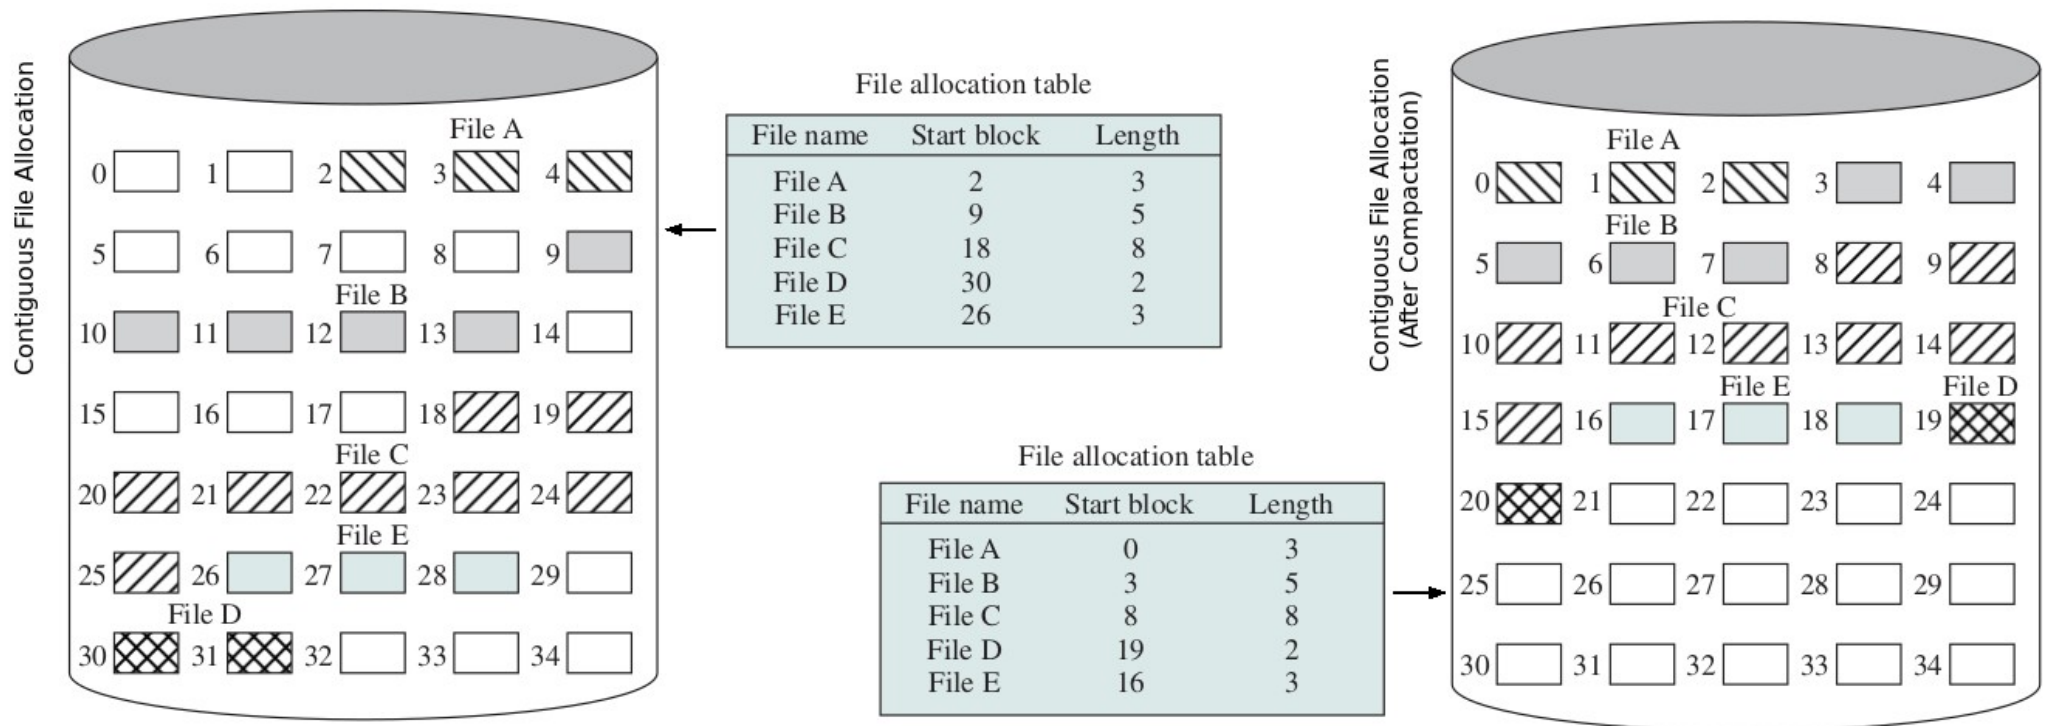 Contiguous File Allocation
File A
0 1 2 3 4
5 6 7 8 9
File B
10 11 12 13 14
15 16 17 18 19
File C
20 21 22 23 24
File E
25 26 27 28 29
File D
30 31 32 33 34
File allocation table
File name Start block Length
File A 2 3
File B 9 5
File C 18 8
File D 30 2
File E 26 3
File allocation table
File name Start block Length
File A 0 3
File B 3 5
File C 8 8
File D 19 2
File E 16 3
Contiguous File Allocation
(After Compactation)
File A
0 1 2 3 4
File B
5 6 7 8 9
File C
10 11 12 13 14
File E File D
15 16 17 18 19
20 21 22 23 24
25 26 27 28 29
30 31 32 33 34